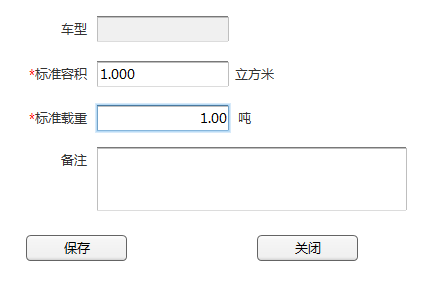 车型
*标准容积 1.000 立方米
*标准载重 1.00 吨
备注
保存 关闭